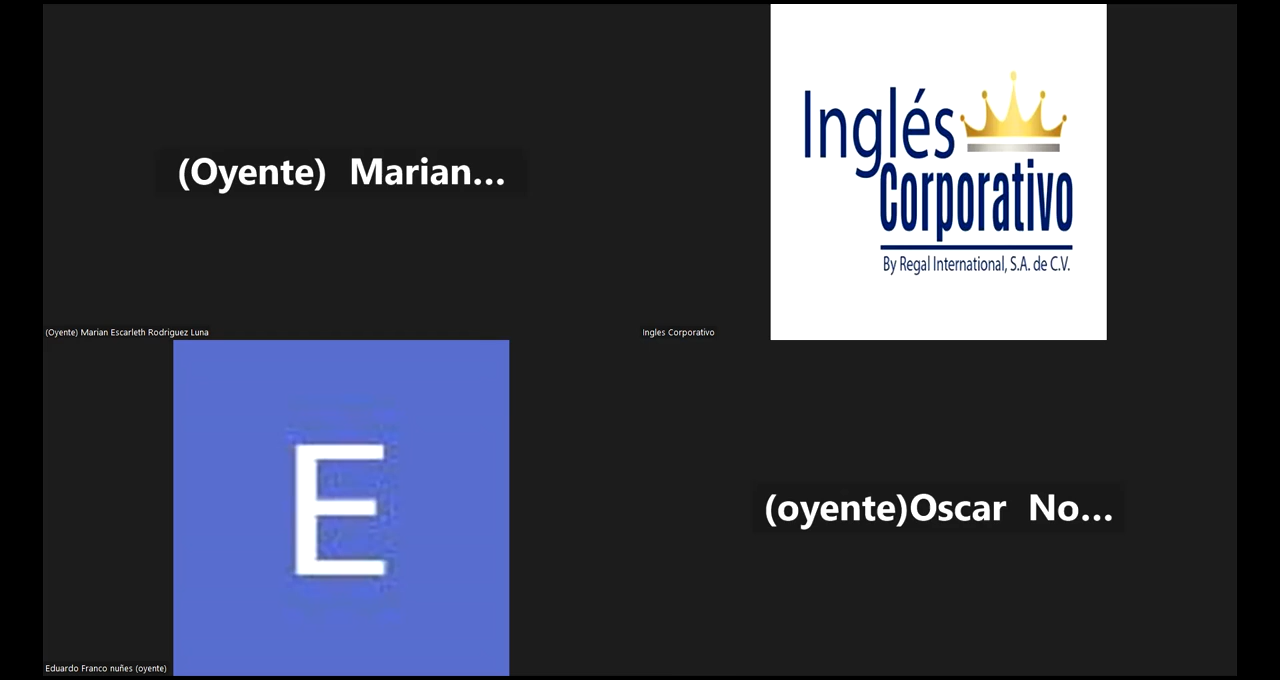 (Oyente) Marian...
Inglés
Corporativo
By Regal International, S.A. de C.V.
(Oyente) Marian Escarleth Rodriguez Luna
Ingles Corporativo
E
(oyente)Oscar No...
Eduardo Franco nuñes (oyente)